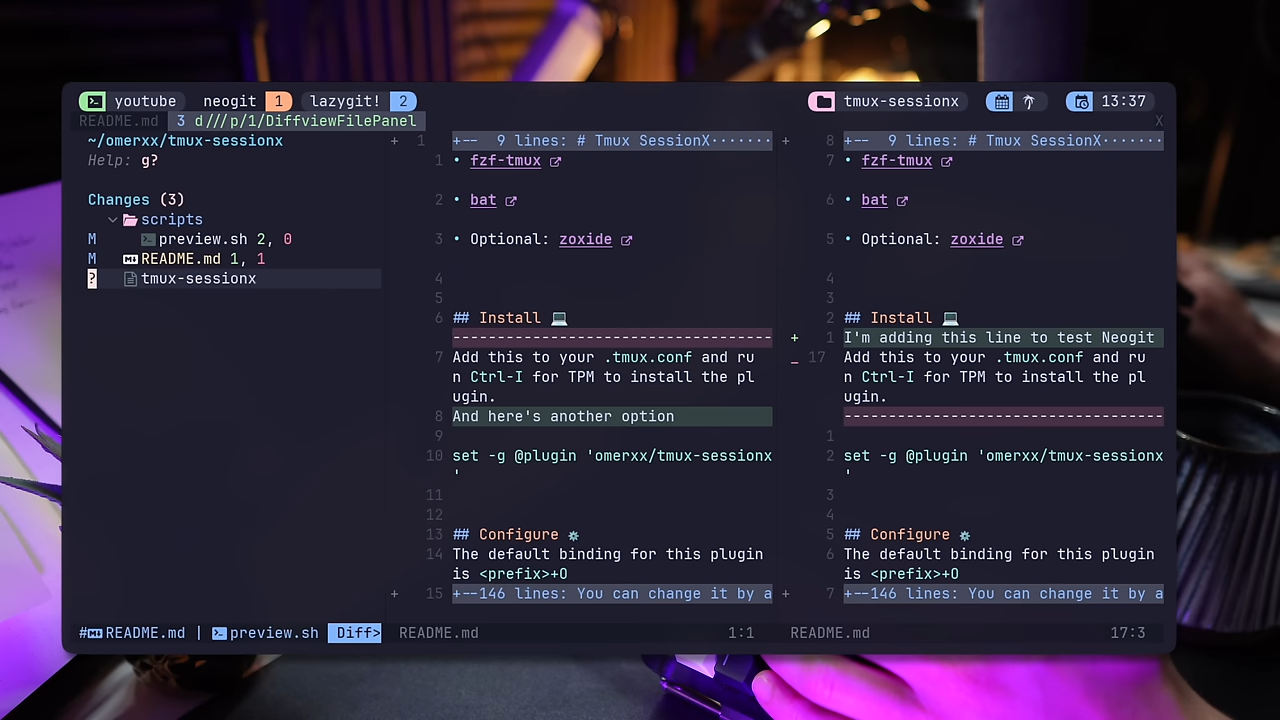 youtube neogit 1 lazygit! 2 tmux-sessionx 13:37
README.md 3 d///p/1/DiffviewFilePanel X
~/omerxx/tmux-sessionx
Help: g?
Changes (3)
scripts
M preview.sh 2, 0
M README.md 1, 1
? tmux-sessionx
+ 1 +-- 9 lines: # Tmux SessionX·······
1 • fzf-tmux
2 • bat
3 • Optional: zoxide
4
5
6 ## Install 💻
------------------------------------
7 Add this to your .tmux.conf and ru
n Ctrl-I for TPM to install the pl
ugin.
8 And here's another option
9
10 set -g @plugin 'omerxx/tmux-sessionx
'
11
12
13 ## Configure ⚙
14 The default binding for this plugin
is <prefix>+O
+ 15 +--146 lines: You can change it by a
+ 8 +-- 9 lines: # Tmux SessionX·······
7 • fzf-tmux
6 • bat
5 • Optional: zoxide
4
3
2 ## Install 💻
+ 1 I'm adding this line to test Neogit
_ 17 Add this to your .tmux.conf and ru
n Ctrl-I for TPM to install the pl
ugin.
------------------------------------
1
2 set -g @plugin 'omerxx/tmux-sessionx
'
3
4
5 ## Configure ⚙
6 The default binding for this plugin
is <prefix>+O
+ 7 +--146 lines: You can change it by a
#README.md | preview.sh Diff> README.md 1:1 README.md 17:3